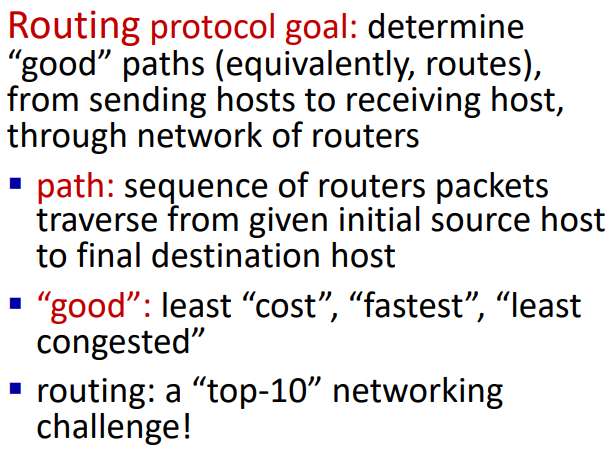 Routing protocol goal: determine
“good” paths (equivalently, routes),
from sending hosts to receiving host,
through network of routers
▪ path: sequence of routers packets
traverse from given initial source host
to final destination host
▪ “good”: least “cost”, “fastest”, “least
congested”
▪ routing: a “top-10” networking
challenge!